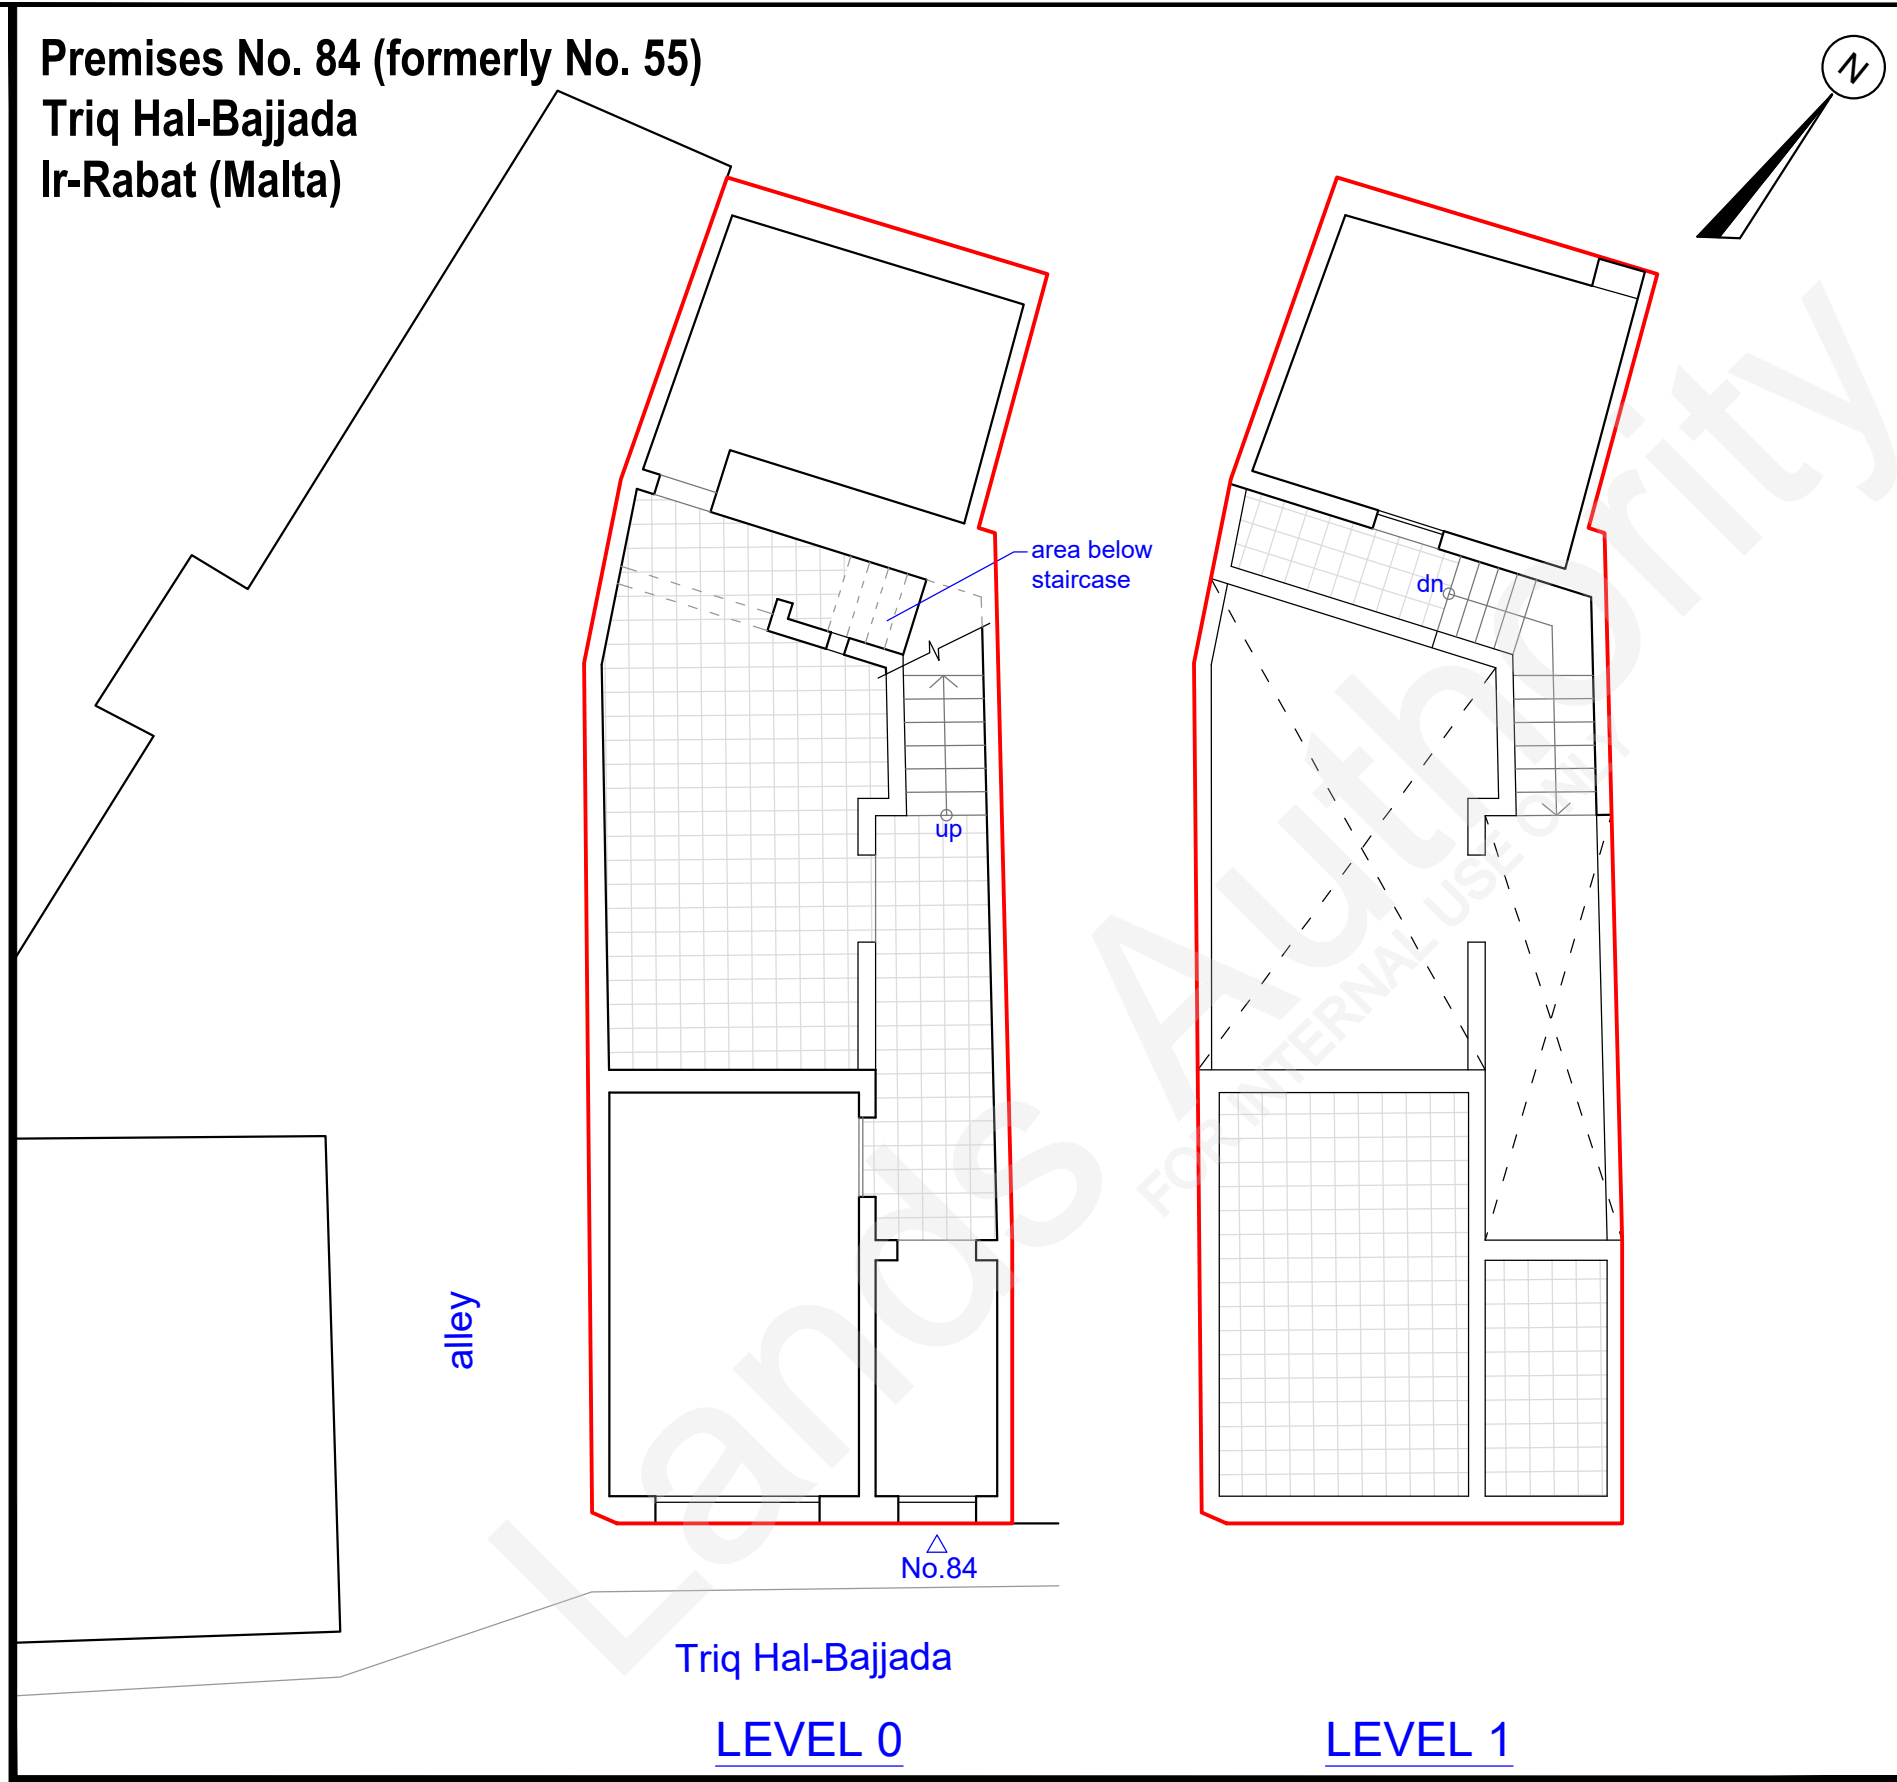 Premises No. 84 (formerly No. 55)
Triq Hal-Bajjada
Ir-Rabat (Malta)
N
area below
staircase
dn
up
alley
No.84
Triq Hal-Bajjada
LEVEL 0
LEVEL 1
Lands Authority
FOR INTERNAL USE ONLY